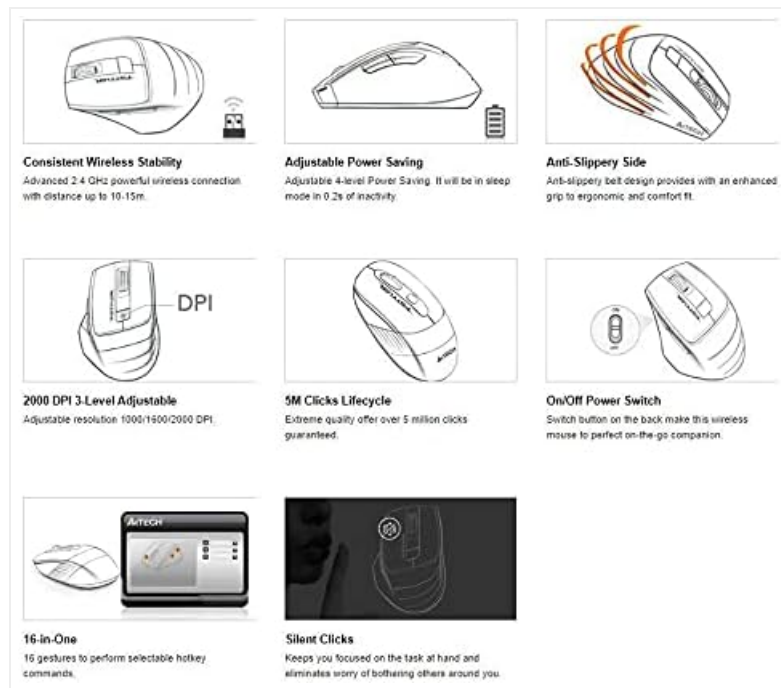 Consistent Wireless Stability
Advanced 2.4 GHz powerful wireless connection
with distance up to 10-15m.
Adjustable Power Saving
Adjustable 4-level Power Saving. It will be in sleep
mode in 0.2s of inactivity.
A4TECH
Anti-Slippery Side
Anti-slippery belt design provides with an enhanced
grip to ergonomic and comfort fit.
DPI
2000 DPI 3-Level Adjustable
Adjustable resolution 1000/1600/2000 DPI.
A4TECH
5M Clicks Lifecycle
Extreme quality offer over 5 million clicks
guaranteed.
ON
OFF
On/Off Power Switch
Switch button on the back make this wireless
mouse to perfect on-the-go companion.
A4TECH
16-in-One
16 gestures to perform selectable hotkey
commands.
Silent Clicks
Keeps you focused on the task at hand and
eliminates worry of bothering others around you.